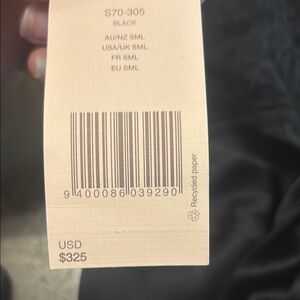 S70-305
BLACK
AU/NZ SML
USA/UK SML
FR SML
EU SML
9 400086 039290
Recycled paper
USD
$325